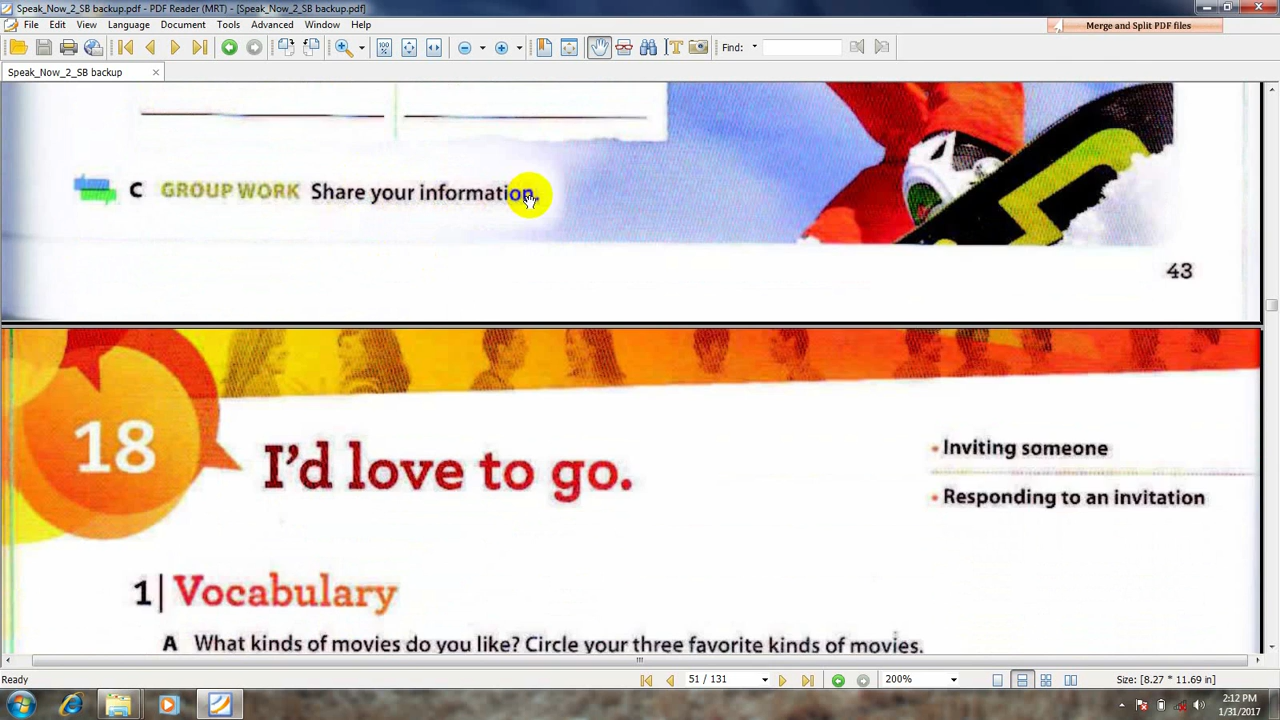 Speak_Now_2_SB backup.pdf - PDF Reader (MRT) - [Speak_Now_2_SB backup.pdf]
File Edit View Language Document Tools Advanced Window Help
Merge and Split PDF files
Find:
Speak_Now_2_SB backup
C GROUP WORK Share your information.
43
18
I'd love to go.
• Inviting someone
• Responding to an invitation
1 | Vocabulary
A What kinds of movies do you like? Circle your three favorite kinds of movies.
Ready
51 / 131
200%
Size: [8.27 * 11.69 in]
2:12 PM
1/31/2017